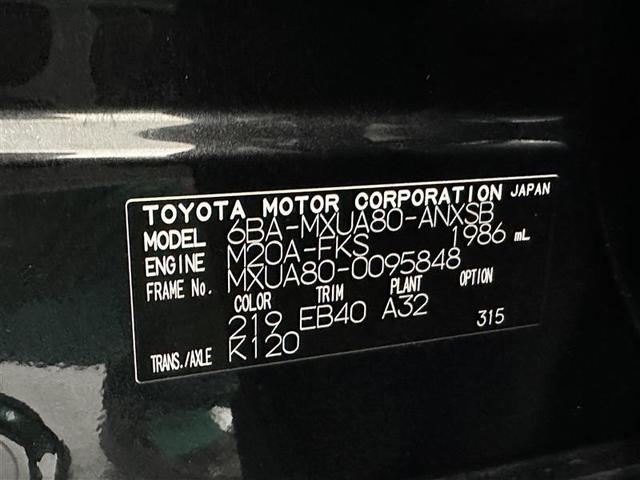 TOYOTA MOTOR CORPORATION JAPAN
MODEL 6BA-MXUA80-ANXSB
ENGINE M20A-FKS 1986 mL
FRAME No. MXUA80-0095848
COLOR TRIM PLANT OPTION
219 EB40 A32 315
TRANS./AXLE K120